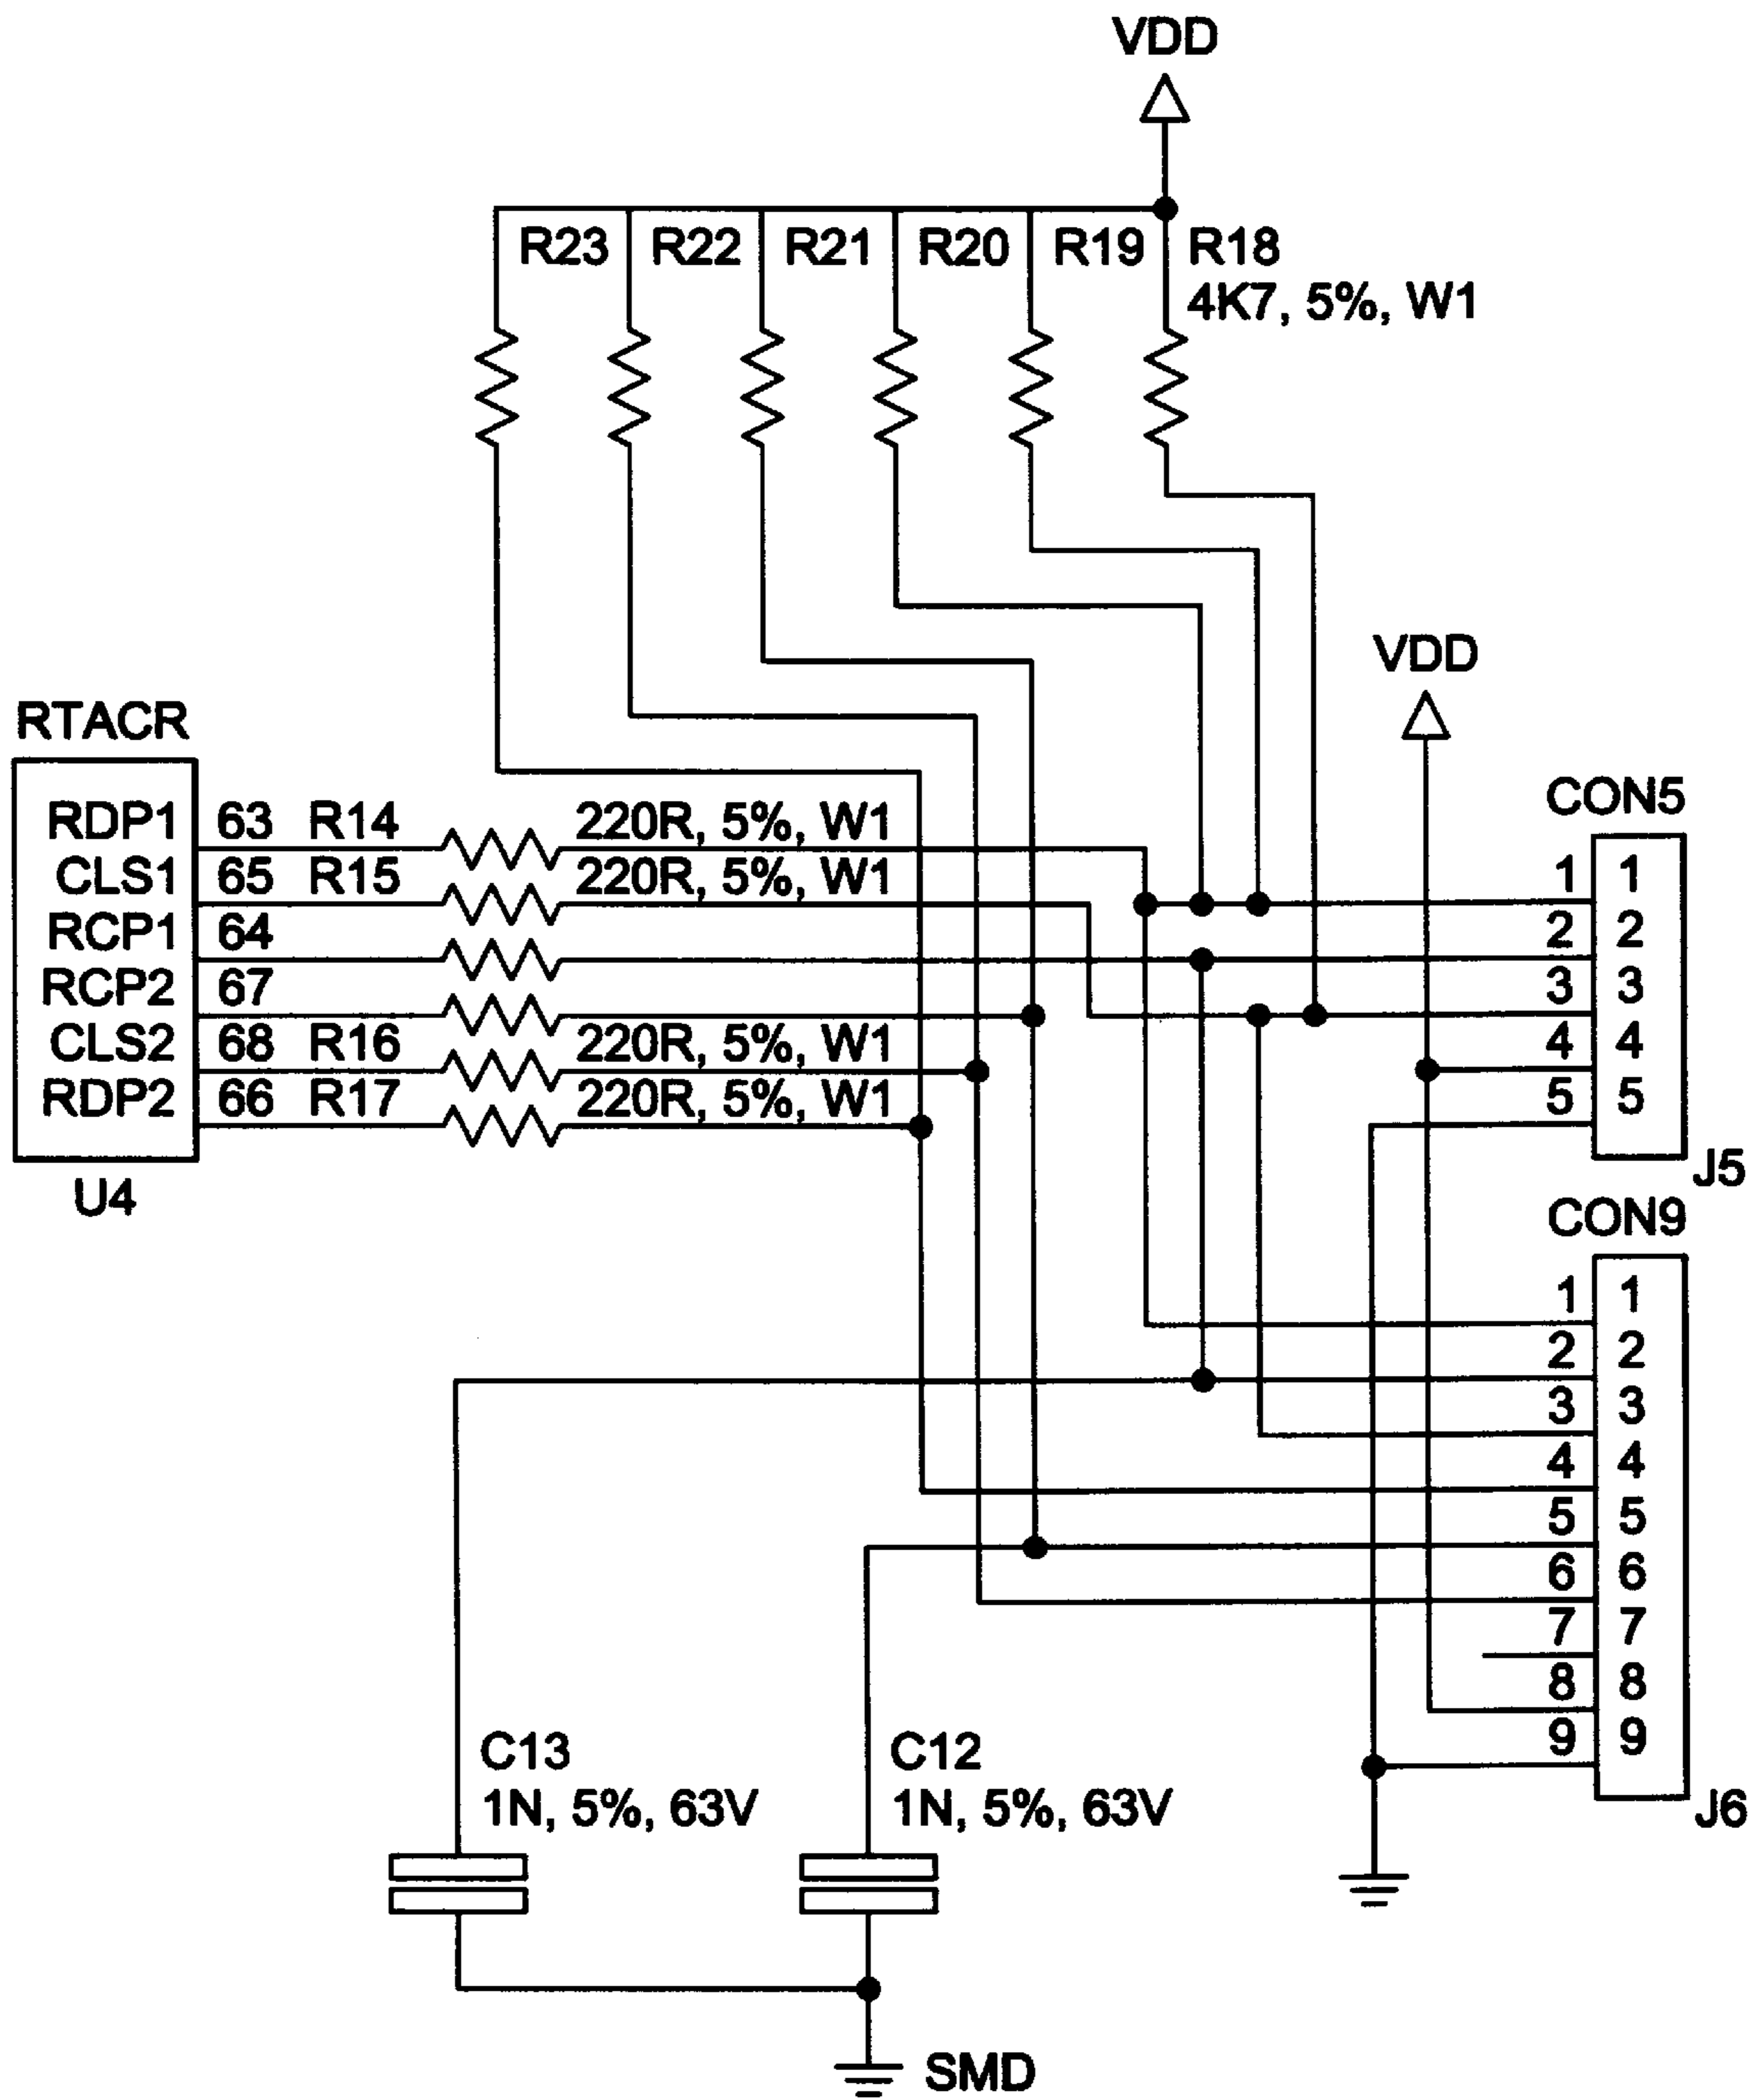 VDD
R23 R22 R21 R20 R19 R18
4K7, 5%, W1
VDD
RTACR
RDP1 63 R14 220R, 5%, W1
CLS1 65 R15 220R, 5%, W1
RCP1 64
RCP2 67
CLS2 68 R16 220R, 5%, W1
RDP2 66 R17 220R, 5%, W1
U4
CON5
1 1
2 2
3 3
4 4
5 5
J5
CON9
1 1
2 2
3 3
4 4
5 5
6 6
7 7
8 8
9 9
J6
C13 C12
1N, 5%, 63V 1N, 5%, 63V
SMD